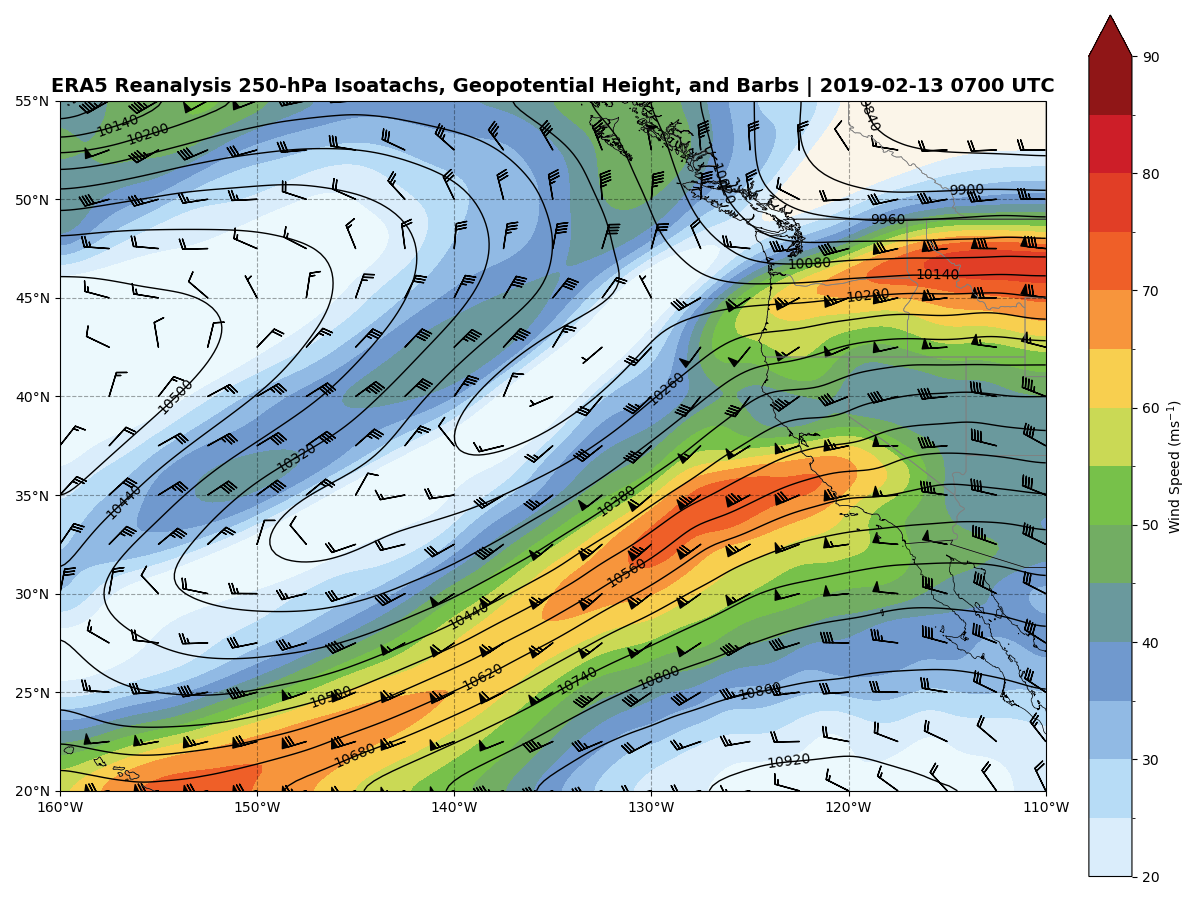 ERA5 Reanalysis 250-hPa Isoatachs, Geopotential Height, and Barbs | 2019-02-13 0700 UTC
55°N
50°N
45°N
40°N
35°N
30°N
25°N
20°N
160°W
150°W
140°W
130°W
120°W
110°W
10140
10200
9840
9900
9960
10080
10140
10200
10260
10500
10320
10440
10380
10560
10440
10500
10620
10740
10800
10860
10680
10920
90
80
70
60
50
40
30
20
Wind Speed (ms⁻¹)